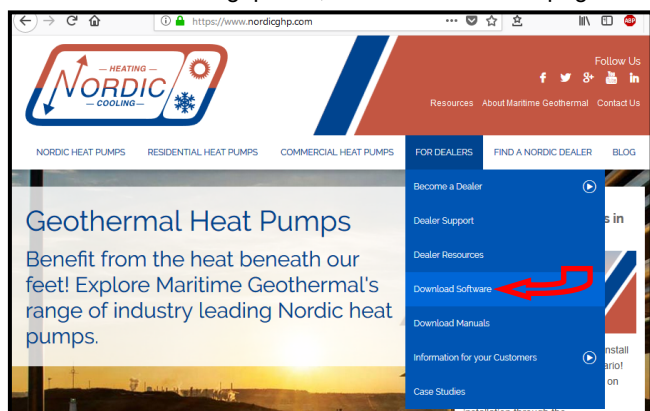 https://www.nordicghp.com
ABP
HEATING
NORDIC
COOLING
Follow Us
Resources About Maritime Geothermal Contact Us
NORDIC HEAT PUMPS RESIDENTIAL HEAT PUMPS COMMERCIAL HEAT PUMPS FOR DEALERS FIND A NORDIC DEALER BLOG
Become a Dealer
Dealer Support
Dealer Resources
Download Software
Download Manuals
Information for your Customers
Case Studies
Geothermal Heat Pumps
Benefit from the heat beneath our
feet! Explore Maritime Geothermal's
range of industry leading Nordic heat
pumps.
s in
on